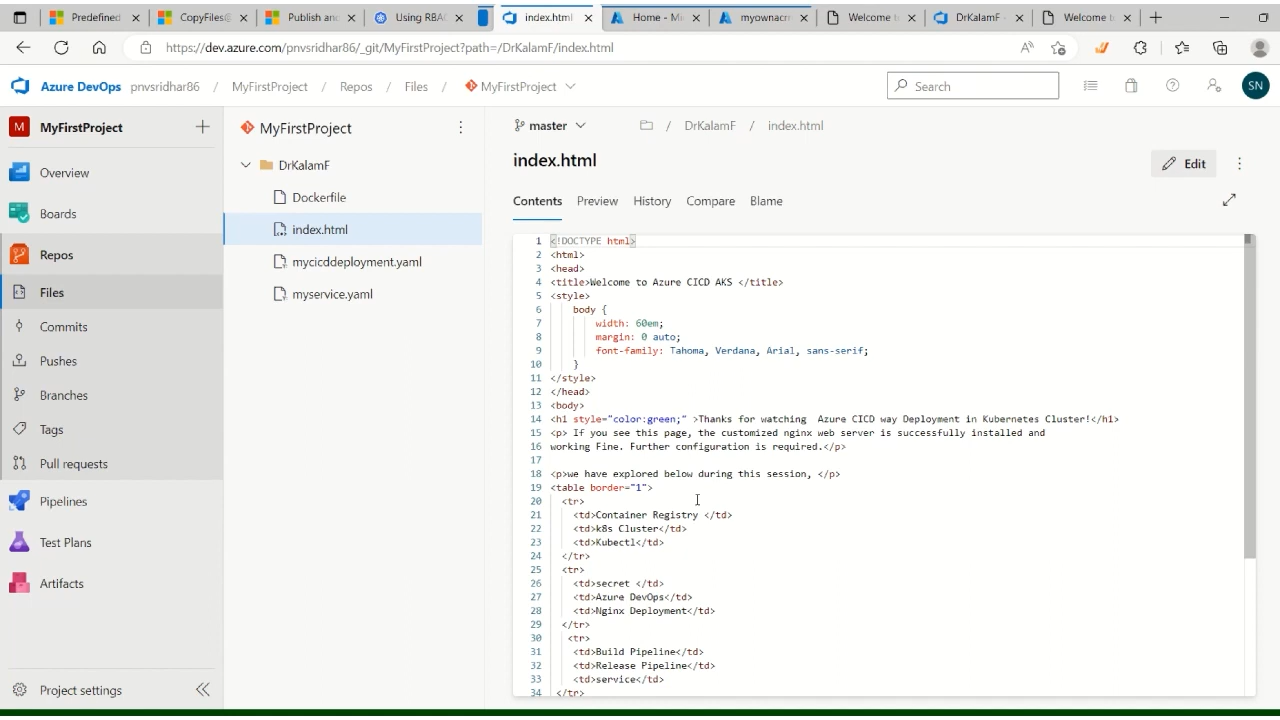 Predefined
CopyFiles@
Publish an
Using RBA
index.html
Home - M
myownacr
Welcome t
DrKalamF -
Welcome t
https://dev.azure.com/pnvsridhar86/_git/MyFirstProject?path=/DrKalamF/index.html
Azure DevOps pnvsridhar86 / MyFirstProject / Repos / Files / MyFirstProject
Search
SN
M MyFirstProject
Overview
Boards
Repos
Files
Commits
Pushes
Branches
Tags
Pull requests
Pipelines
Test Plans
Artifacts
Project settings
MyFirstProject
DrKalamF
Dockerfile
index.html
mycicddeployment.yaml
myservice.yaml
master / DrKalamF / index.html
index.html
Edit
Contents Preview History Compare Blame
1 <!DOCTYPE html>
2 <html>
3 <head>
4 <title>Welcome to Azure CICD AKS </title>
5 <style>
6 body {
7 width: 60em;
8 margin: 0 auto;
9 font-family: Tahoma, Verdana, Arial, sans-serif;
10 }
11 </style>
12 </head>
13 <body>
14 <h1 style="color:green;" >Thanks for watching  Azure CICD way Deployment in Kubernetes Cluster!</h1>
15 <p> If you see this page, the customized nginx web server is successfully installed and
16 working Fine. Further configuration is required.</p>
17
18 <p>we have explored below during this session, </p>
19 <table border="1">
20 <tr>
21 <td>Container Registry </td>
22 <td>k8s Cluster</td>
23 <td>Kubectl</td>
24 </tr>
25 <tr>
26 <td>secret </td>
27 <td>Azure DevOps</td>
28 <td>Nginx Deployment</td>
29 </tr>
30 <tr>
31 <td>Build Pipeline</td>
32 <td>Release Pipeline</td>
33 <td>service</td>
34 </tr>